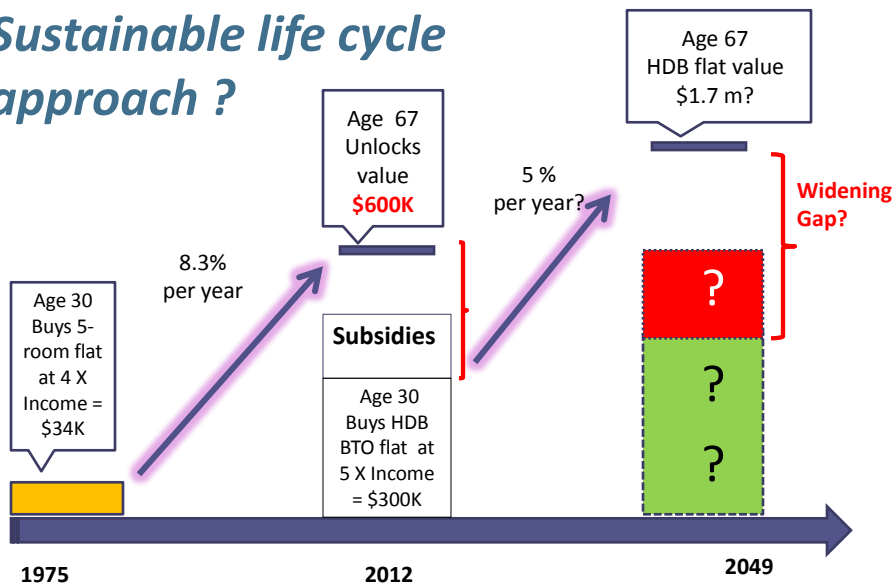 Sustainable life cycle
approach ?
Age 67
HDB flat value
$1.7 m?
Age 67
Unlocks
value
$600K
5 %
per year?
Widening
Gap?
8.3%
per year
Age 30
Buys 5-
room flat
at 4 X
Income =
$34K
Subsidies
Age 30
Buys HDB
BTO flat at
5 X Income
= $300K
?
?
?
1975
2012
2049